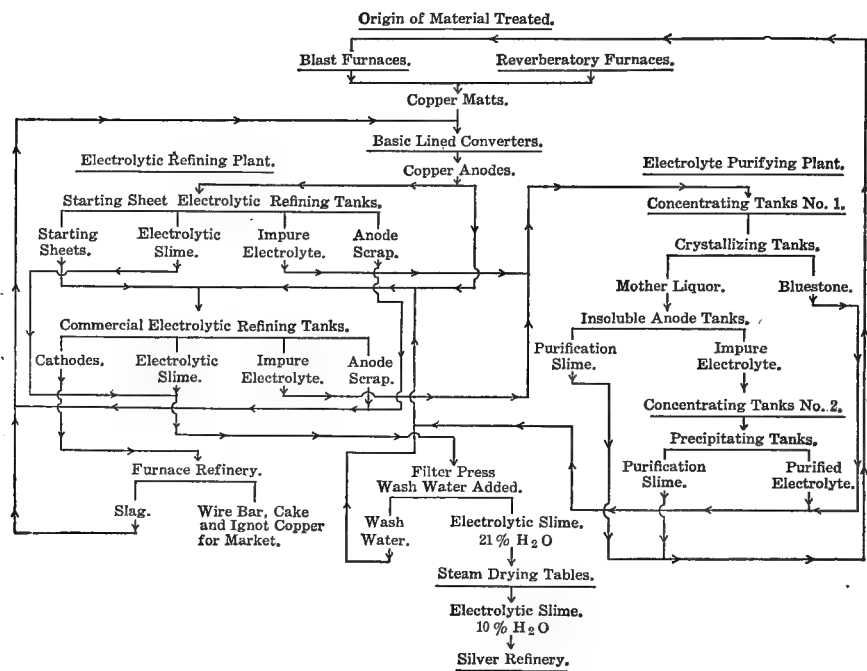 Origin of Material Treated.
Blast Furnaces.
Reverberatory Furnaces.
Copper Matts.
Basic Lined Converters.
Electrolytic Refining Plant.
Copper Anodes.
Electrolyte Purifying Plant.
Starting Sheet Electrolytic Refining Tanks.
Concentrating Tanks No. 1.
Starting
Sheets.
Electrolytic
Slime.
Impure
Electrolyte.
Anode
Scrap.
Crystallizing Tanks.
Mother Liquor.
Bluestone.
Insoluble Anode Tanks.
Commercial Electrolytic Refining Tanks.
Cathodes.
Electrolytic
Slime.
Impure
Electrolyte.
Anode
Scrap.
Purification
Slime.
Impure
Electrolyte.
Concentrating Tanks No. 2.
Precipitating Tanks.
Purification
Slime.
Purified
Electrolyte.
Furnace Refinery.
Slag.
Wire Bar, Cake
and Ignot Copper
for Market.
Filter Press
Wash Water Added.
Wash
Water.
Electrolytic Slime.
21% H2O
Steam Drying Tables.
Electrolytic Slime.
10% H2O
Silver Refinery.